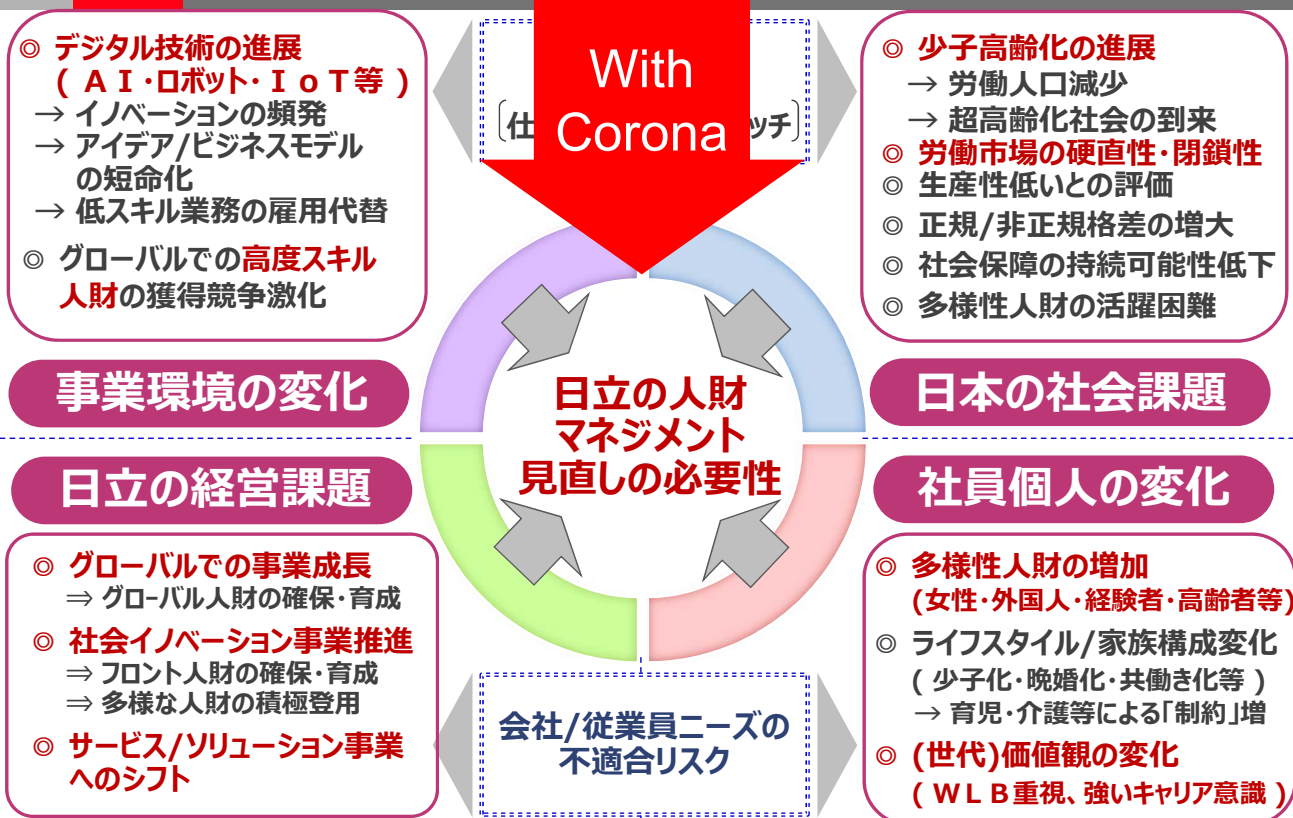 ◎ デジタル技術の進展
( AI・ロボット・IoT等 )
→ イノベーションの頻発
→ アイデア/ビジネスモデル
の短命化
→ 低スキル業務の雇用代替
◎ グローバルでの高度スキル
人財の獲得競争激化
事業環境の変化
With
Corona
〔仕
ッチ〕
◎ 少子高齢化の進展
→ 労働人口減少
→ 超高齢化社会の到来
◎ 労働市場の硬直性・閉鎖性
◎ 生産性低いとの評価
◎ 正規/非正規格差の増大
◎ 社会保障の持続可能性低下
◎ 多様性人財の活躍困難
日本の社会課題
日立の人財
マネジメント
見直しの必要性
日立の経営課題
◎ グローバルでの事業成長
⇒ グローバル人財の確保・育成
◎ 社会イノベーション事業推進
⇒ フロント人財の確保・育成
⇒ 多様な人財の積極登用
◎ サービス/ソリューション事業
へのシフト
会社/従業員ニーズの
不適合リスク
社員個人の変化
◎ 多様性人財の増加
(女性・外国人・経験者・高齢者等)
◎ ライフスタイル/家族構成変化
( 少子化・晩婚化・共働き化等 )
→ 育児・介護等による「制約」増
◎ (世代)価値観の変化
( WLB重視、強いキャリア意識 )